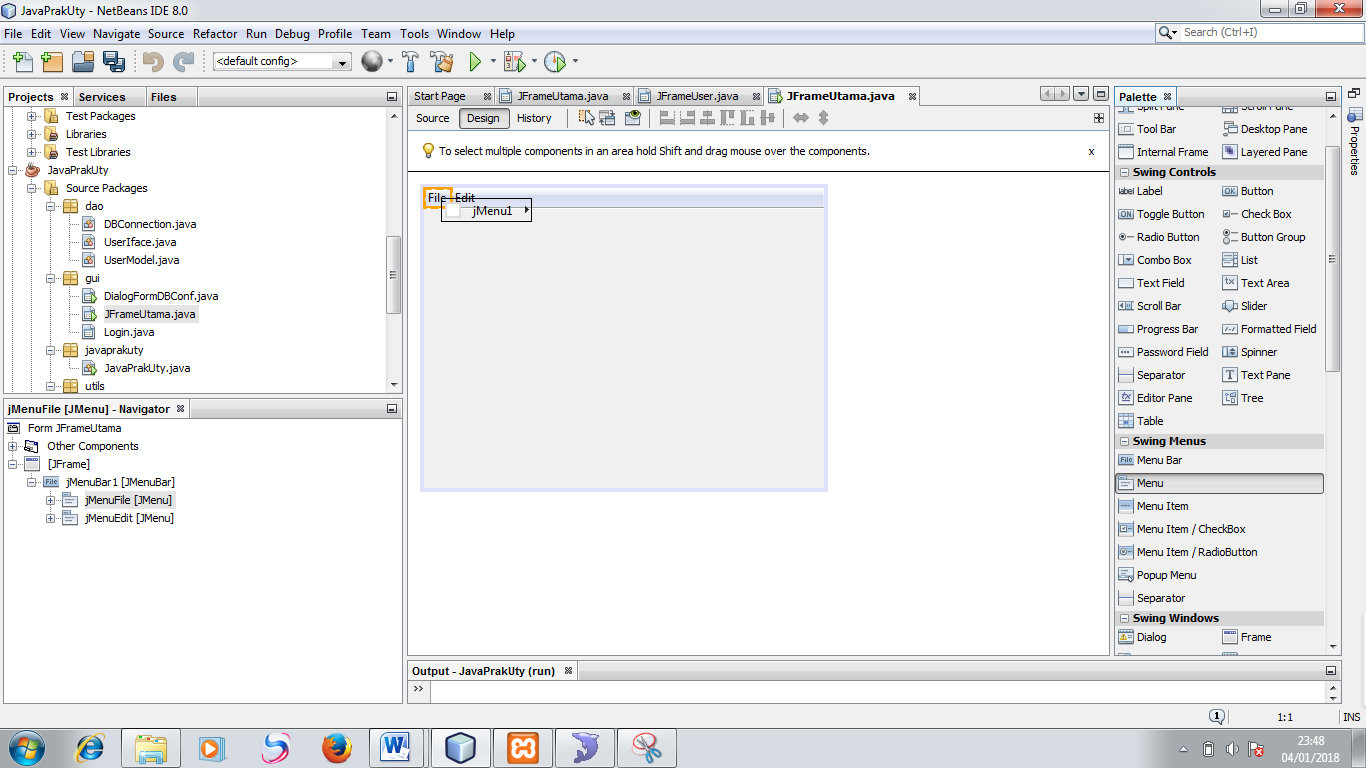 JavaPrakUty - NetBeans IDE 8.0
File Edit View Navigate Source Refactor Run Debug Profile Team Tools Window Help
Search (Ctrl+I)
<default config>
Projects Services Files
Test Packages
Libraries
Test Libraries
JavaPrakUty
Source Packages
dao
DBConnection.java
UserIface.java
UserModel.java
gui
DialogFormDBConf.java
JFrameUtama.java
Login.java
javaprakuty
JavaPrakUty.java
utils
jMenuFile [JMenu] - Navigator
Form JFrameUtama
Other Components
[JFrame]
jMenuBar1 [JMenuBar]
jMenuFile [JMenu]
jMenuEdit [JMenu]
Start Page JFrameUtama.java JFrameUser.java JFrameUtama.java
Source Design History
To select multiple components in an area hold Shift and drag mouse over the components. x
File Edit
jMenu1
Output - JavaPrakUty (run)
>>
Palette
Split Pane Scroll Pane
Tool Bar Desktop Pane
Internal Frame Layered Pane
Swing Controls
label Label OK Button
ON Toggle Button Check Box
Radio Button Button Group
Combo Box List
Text Field Text Area
Scroll Bar Slider
Progress Bar Formatted Field
Password Field Spinner
Separator T Text Pane
Editor Pane Tree
Table
Swing Menus
File Menu Bar
Menu
Menu Item
Menu Item / CheckBox
Menu Item / RadioButton
Popup Menu
Separator
Swing Windows
Dialog Frame
Properties
1 1:1 INS
23:48
04/01/2018